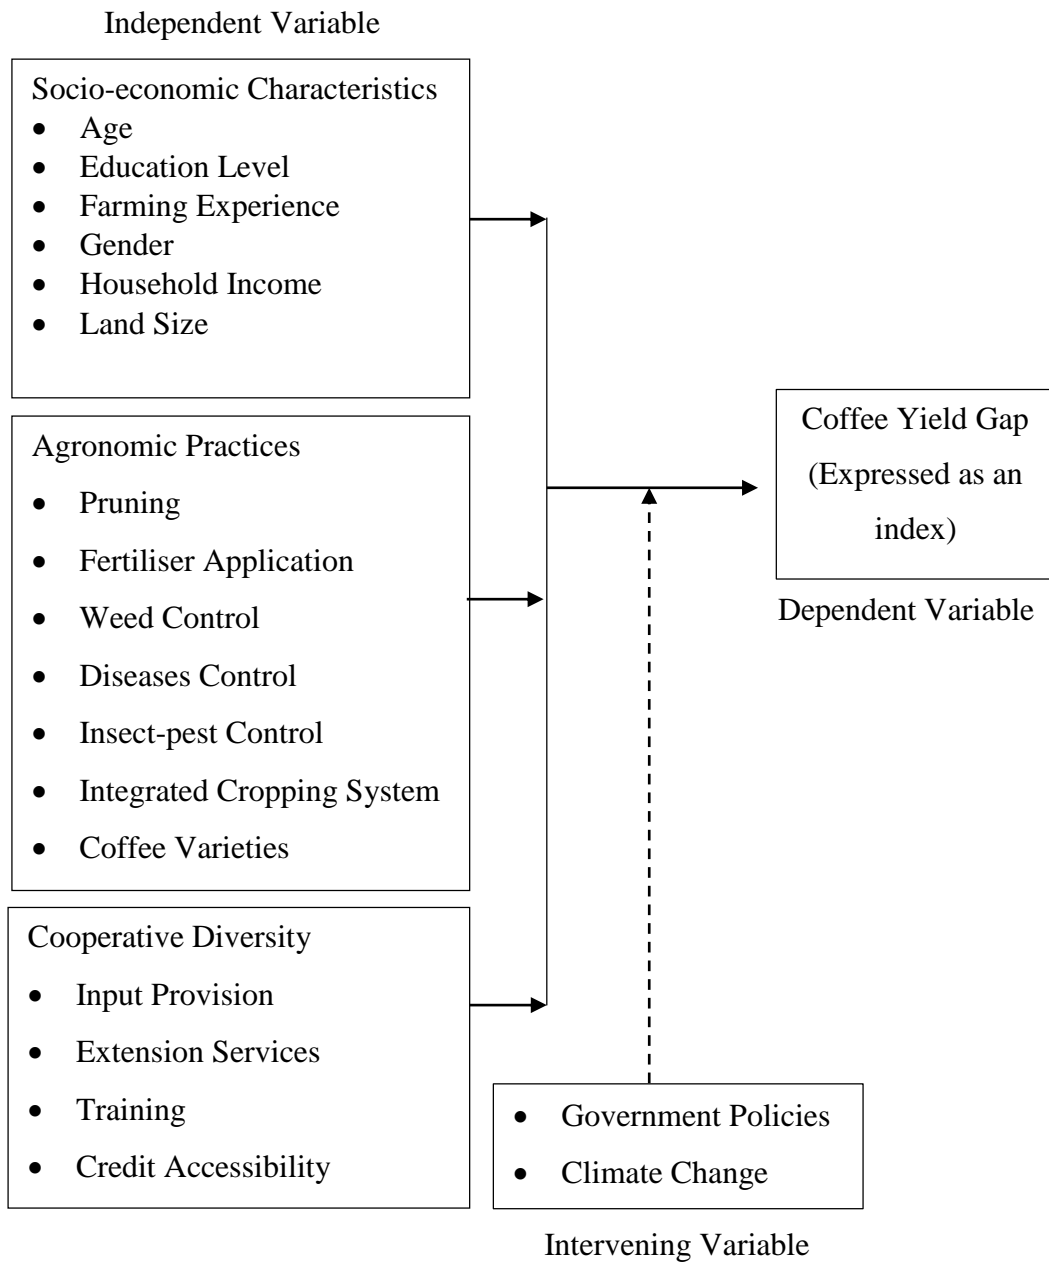 Independent Variable
Socio-economic Characteristics
• Age
• Education Level
• Farming Experience
• Gender
• Household Income
• Land Size
Agronomic Practices
• Pruning
• Fertiliser Application
• Weed Control
• Diseases Control
• Insect-pest Control
• Integrated Cropping System
• Coffee Varieties
Cooperative Diversity
• Input Provision
• Extension Services
• Training
• Credit Accessibility
Coffee Yield Gap
(Expressed as an
index)
Dependent Variable
• Government Policies
• Climate Change
Intervening Variable